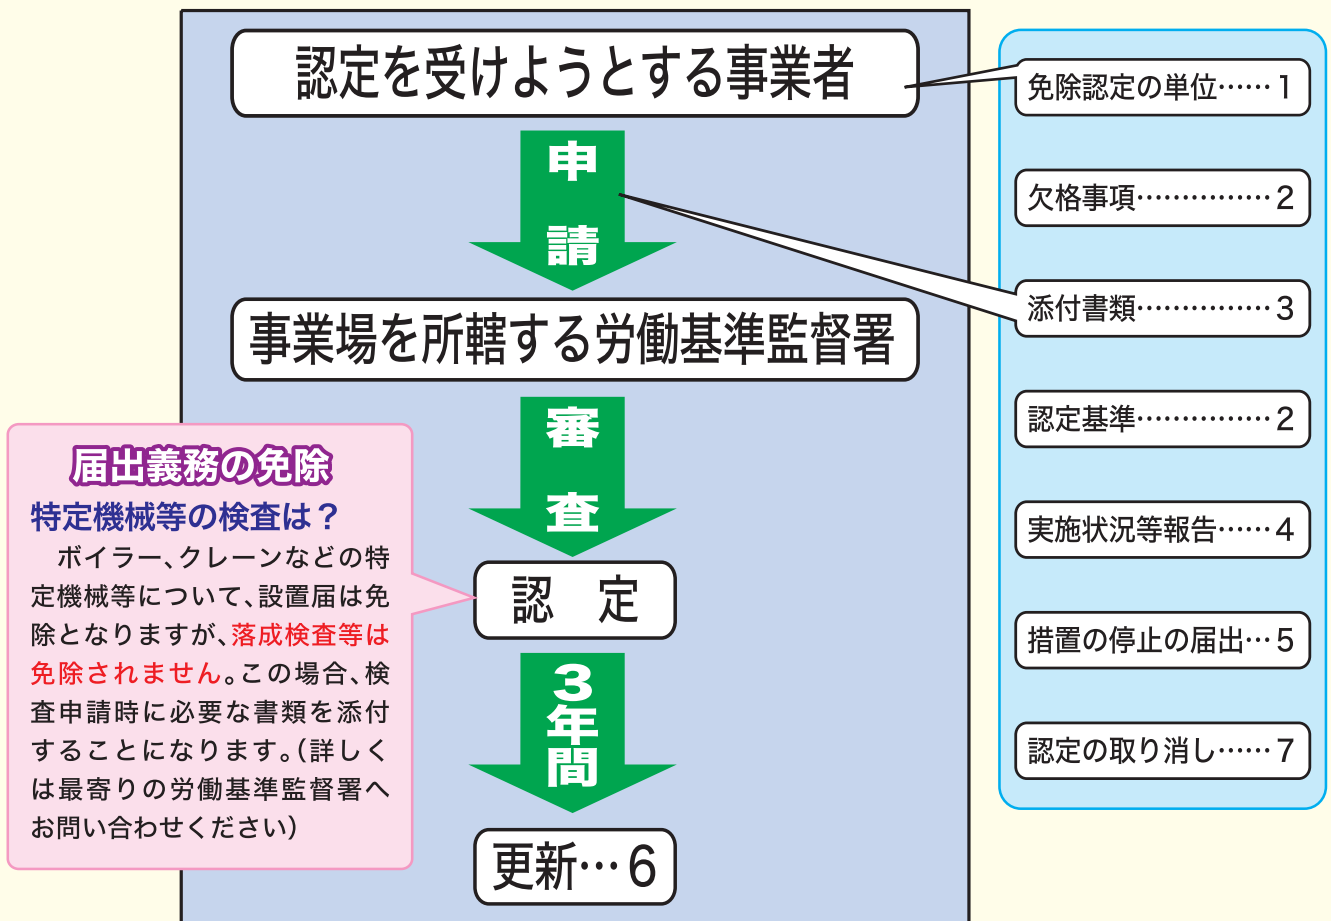 認定を受けようとする事業者
申請
事業場を所轄する労働基準監督署
審査
認 定
3年間
更新…6
届出義務の免除
特定機械等の検査は？
ボイラー、クレーンなどの特
定機械等について、設置届は免
除となりますが、落成検査等は
免除されません。この場合、検
査申請時に必要な書類を添付
することになります。（詳しく
は最寄りの労働基準監督署へ
お問い合わせください）
免除認定の単位……1
欠格事項……………2
添付書類……………3
認定基準……………2
実施状況等報告……4
措置の停止の届出…5
認定の取り消し……7